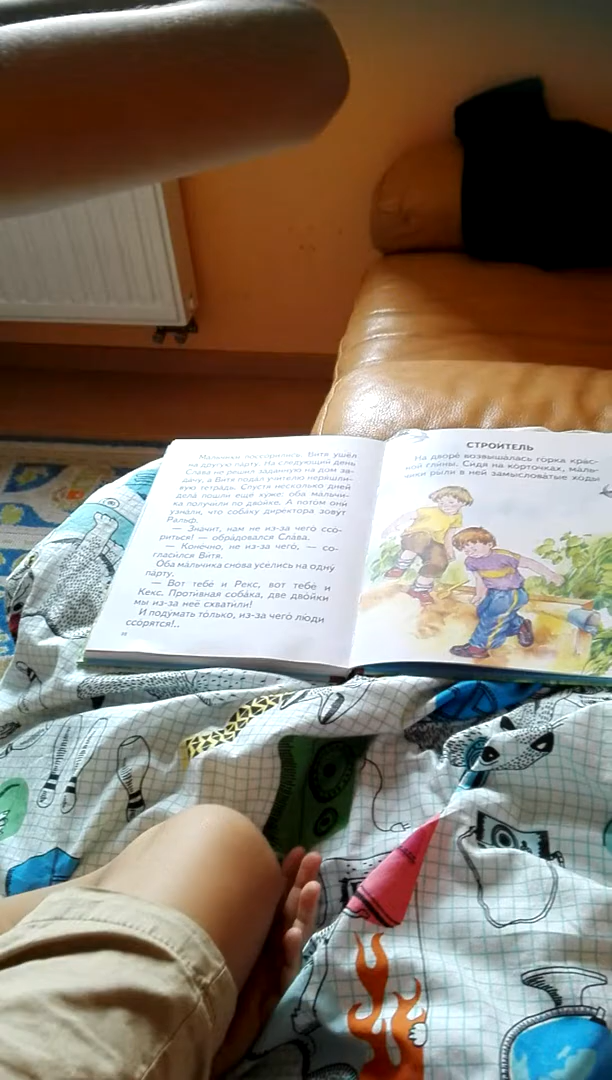 Мальчики поссорились. Витя ушёл
на другую парту. На следующий день
Слава не решил заданную на дом за-
дачу, а Витя подал учителю неряшли-
вую тетрадь. Спустя несколько дней
дела пошли ещё хуже: оба мальчи-
ка получили по двойке. А потом они
узнали, что собаку директора зовут
Ральф.
— Значит, нам не из-за чего ссо-
риться! — обрадовался Слава.
— Конечно, не из-за чего, — со-
гласился Витя.
Оба мальчика снова уселись на одну
парту.
— Вот тебе и Рекс, вот тебе и
Кекс. Противная собака, две двойки
мы из-за неё схватили!
И подумать только, из-за чего люди
ссорятся!..
СТРОИТЕЛЬ
На дворе возвышалась горка крас-
ной глины. Сидя на корточках, маль-
чики рыли в ней замысловатые ходы